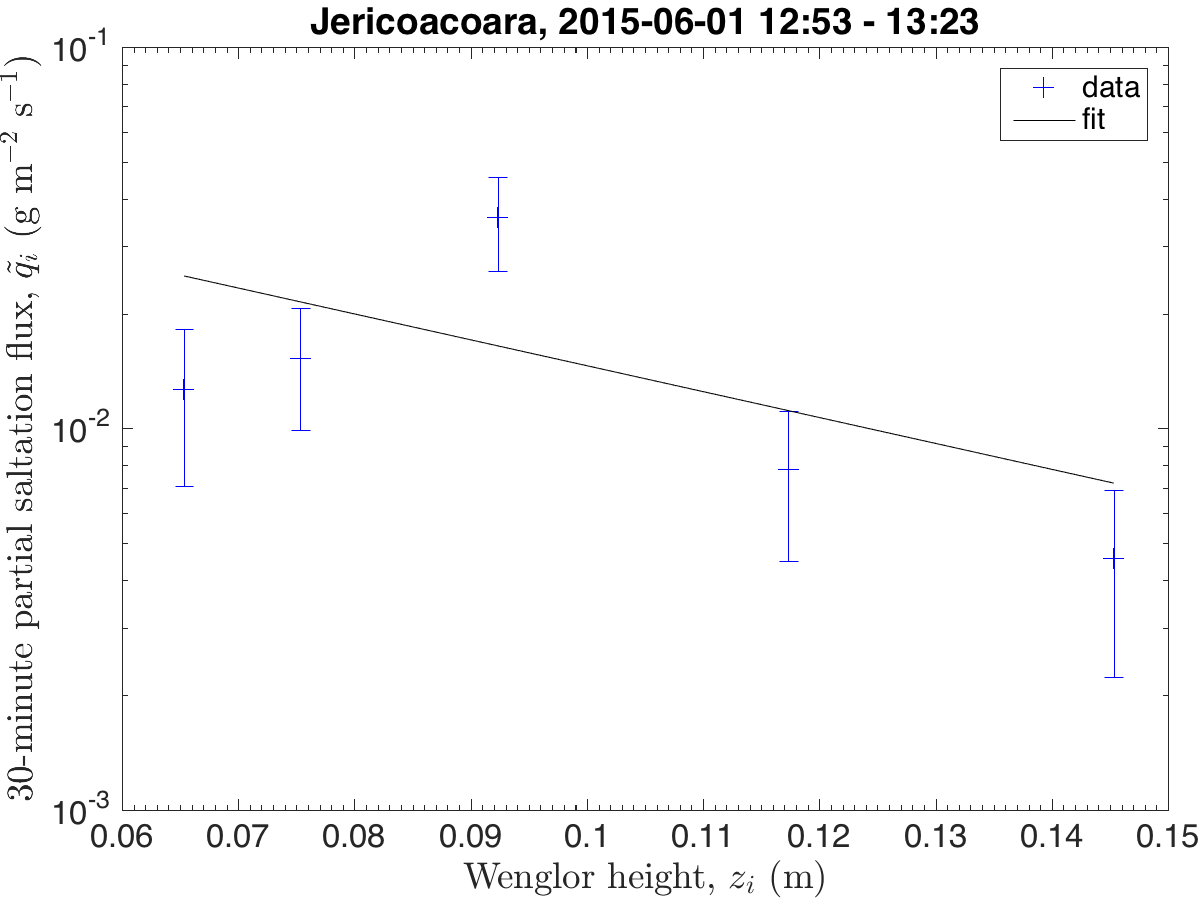 Jericoacoara, 2015-06-01 12:53 - 13:23
30-minute partial saltation flux, q̃ᵢ (g m⁻² s⁻¹)
10⁻¹
10⁻²
10⁻³
data
fit
0.06 0.07 0.08 0.09 0.1 0.11 0.12 0.13 0.14 0.15
Wenglor height, zᵢ (m)